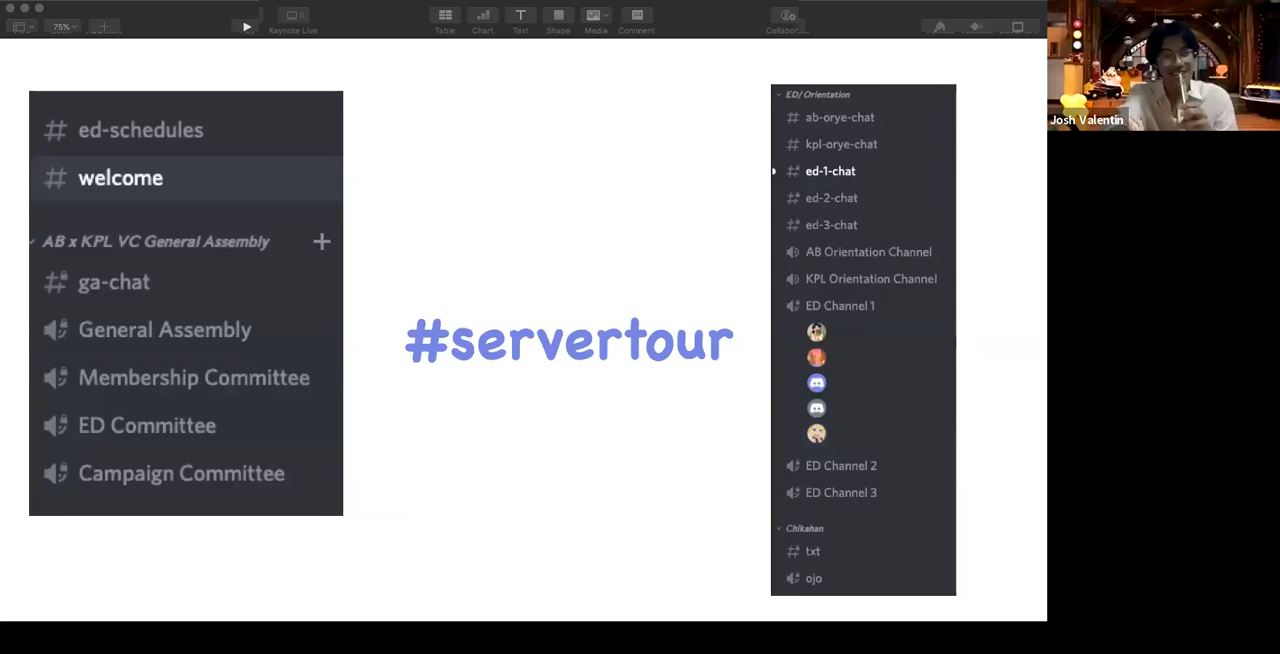 75%
Keynote Live
Table
Chart
Text
Shape
Media
Comment
# ed-schedules
# welcome
AB x KPL VC General Assembly +
ga-chat
General Assembly
Membership Committee
ED Committee
Campaign Committee
#servertour
ED/Orientation
# ab-orye-chat
# kpl-orye-chat
ed-1-chat
ed-2-chat
ed-3-chat
AB Orientation Channel
KPL Orientation Channel
ED Channel 1
ED Channel 2
ED Channel 3
Chikahan
# txt
ojo
Josh Valentin